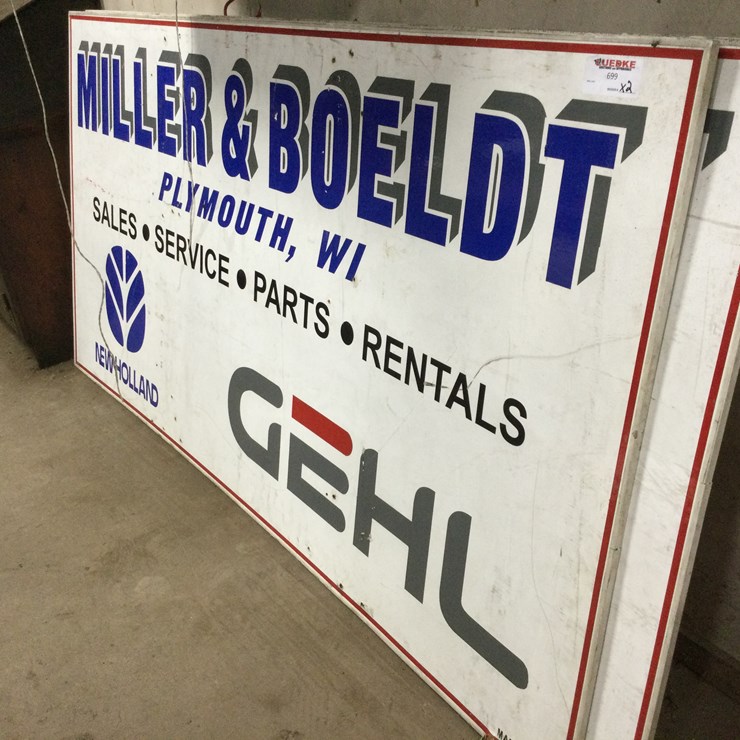 MILLER & BOELDT
PLYMOUTH, WI
SALES • SERVICE • PARTS • RENTALS
NEW HOLLAND
GEHL
699
X2